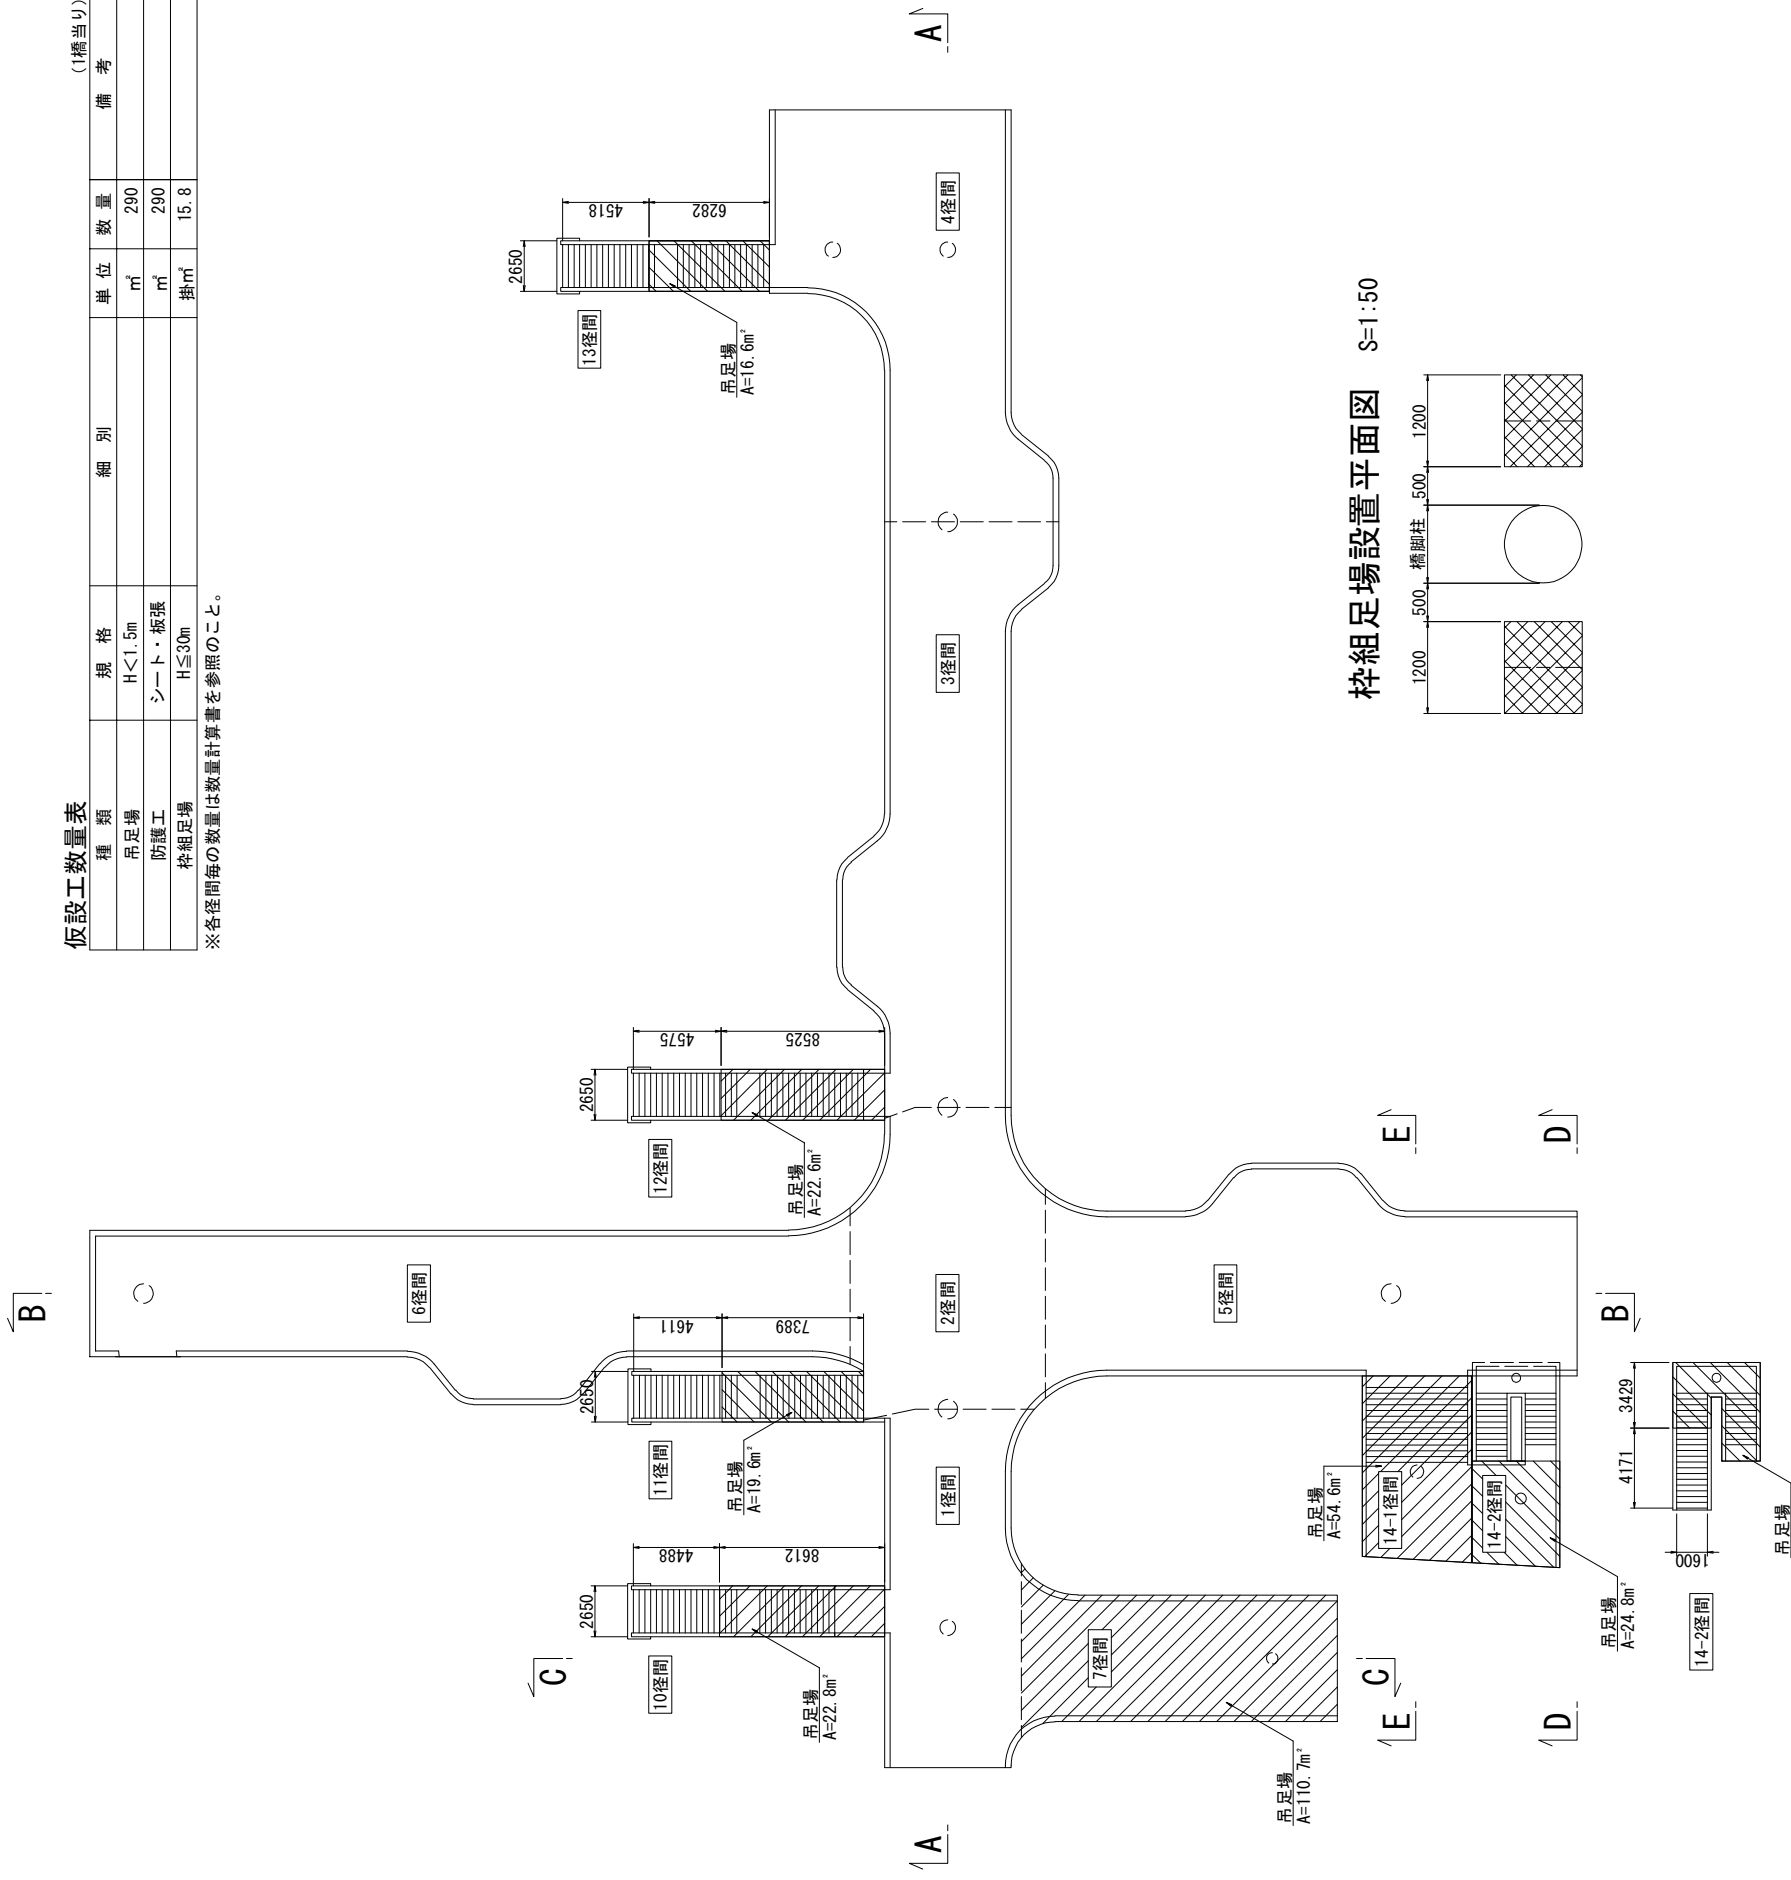 仮設工数量表
(1橋当り)
種 類 規 格 細 別 単 位 数 量 備 考
吊足場 H<1.5m ㎡ 290
防護工 シート・板張 ㎡ 290
枠組足場 H≦30m 掛㎡ 15.8
※各径間毎の数量は数量計算書を参照のこと。
B
C
10径間
2650
4488
8612
吊足場
A=22.8m²
11径間
2650
4611
7389
吊足場
A=19.6m²
6径間
12径間
2650
4575
8525
吊足場
A=22.6m²
13径間
2650
4518
6282
吊足場
A=16.6m²
A
1径間
2径間
3径間
4径間
A
7径間
吊足場
A=110.7m²
C
5径間
B
吊足場
A=54.6m²
14-1径間
14-2径間
吊足場
A=24.8m²
E
E
D
D
14-2径間
1600
4171
3429
吊足場
枠組足場設置平面図 S=1:50
1200
500
橋脚柱
500
1200